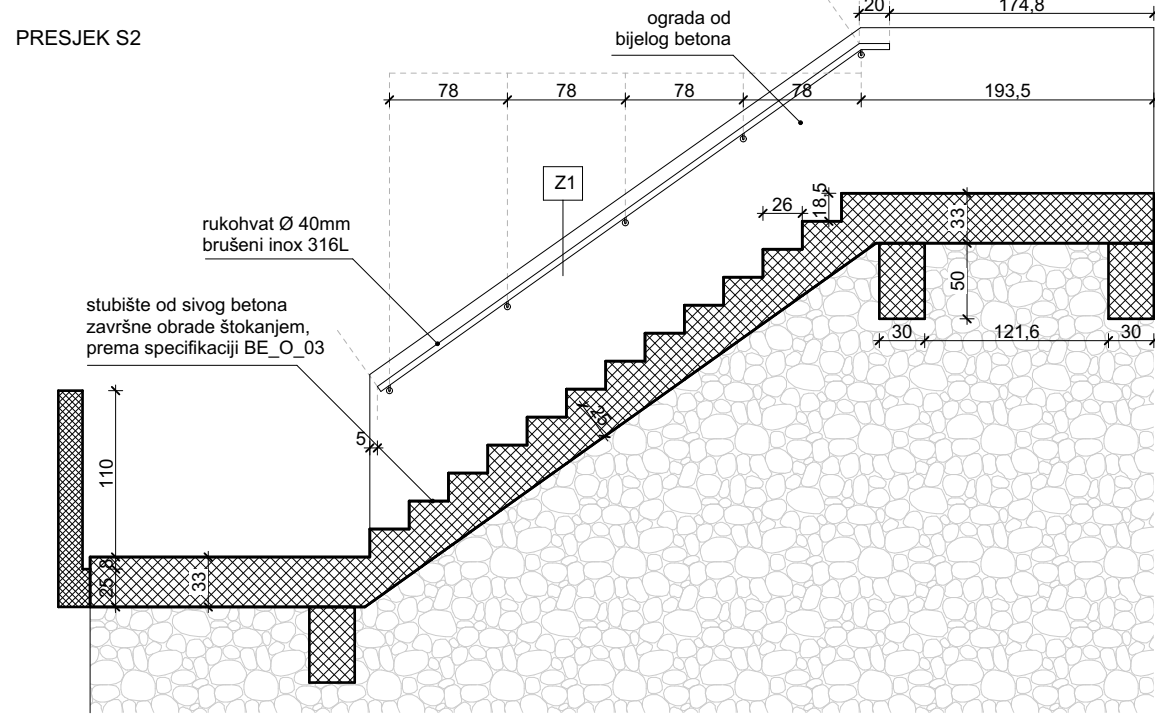 PRESJEK S2
ograda od
bijelog betona
20
174,8
78
78
78
78
193,5
Z1
rukohvat Ø 40mm
brušeni inox 316L
26
18,5
33
50
30
121,6
30
stubište od sivog betona
završne obrade štokanjem,
prema specifikaciji BE_O_03
5
110
25
8
33